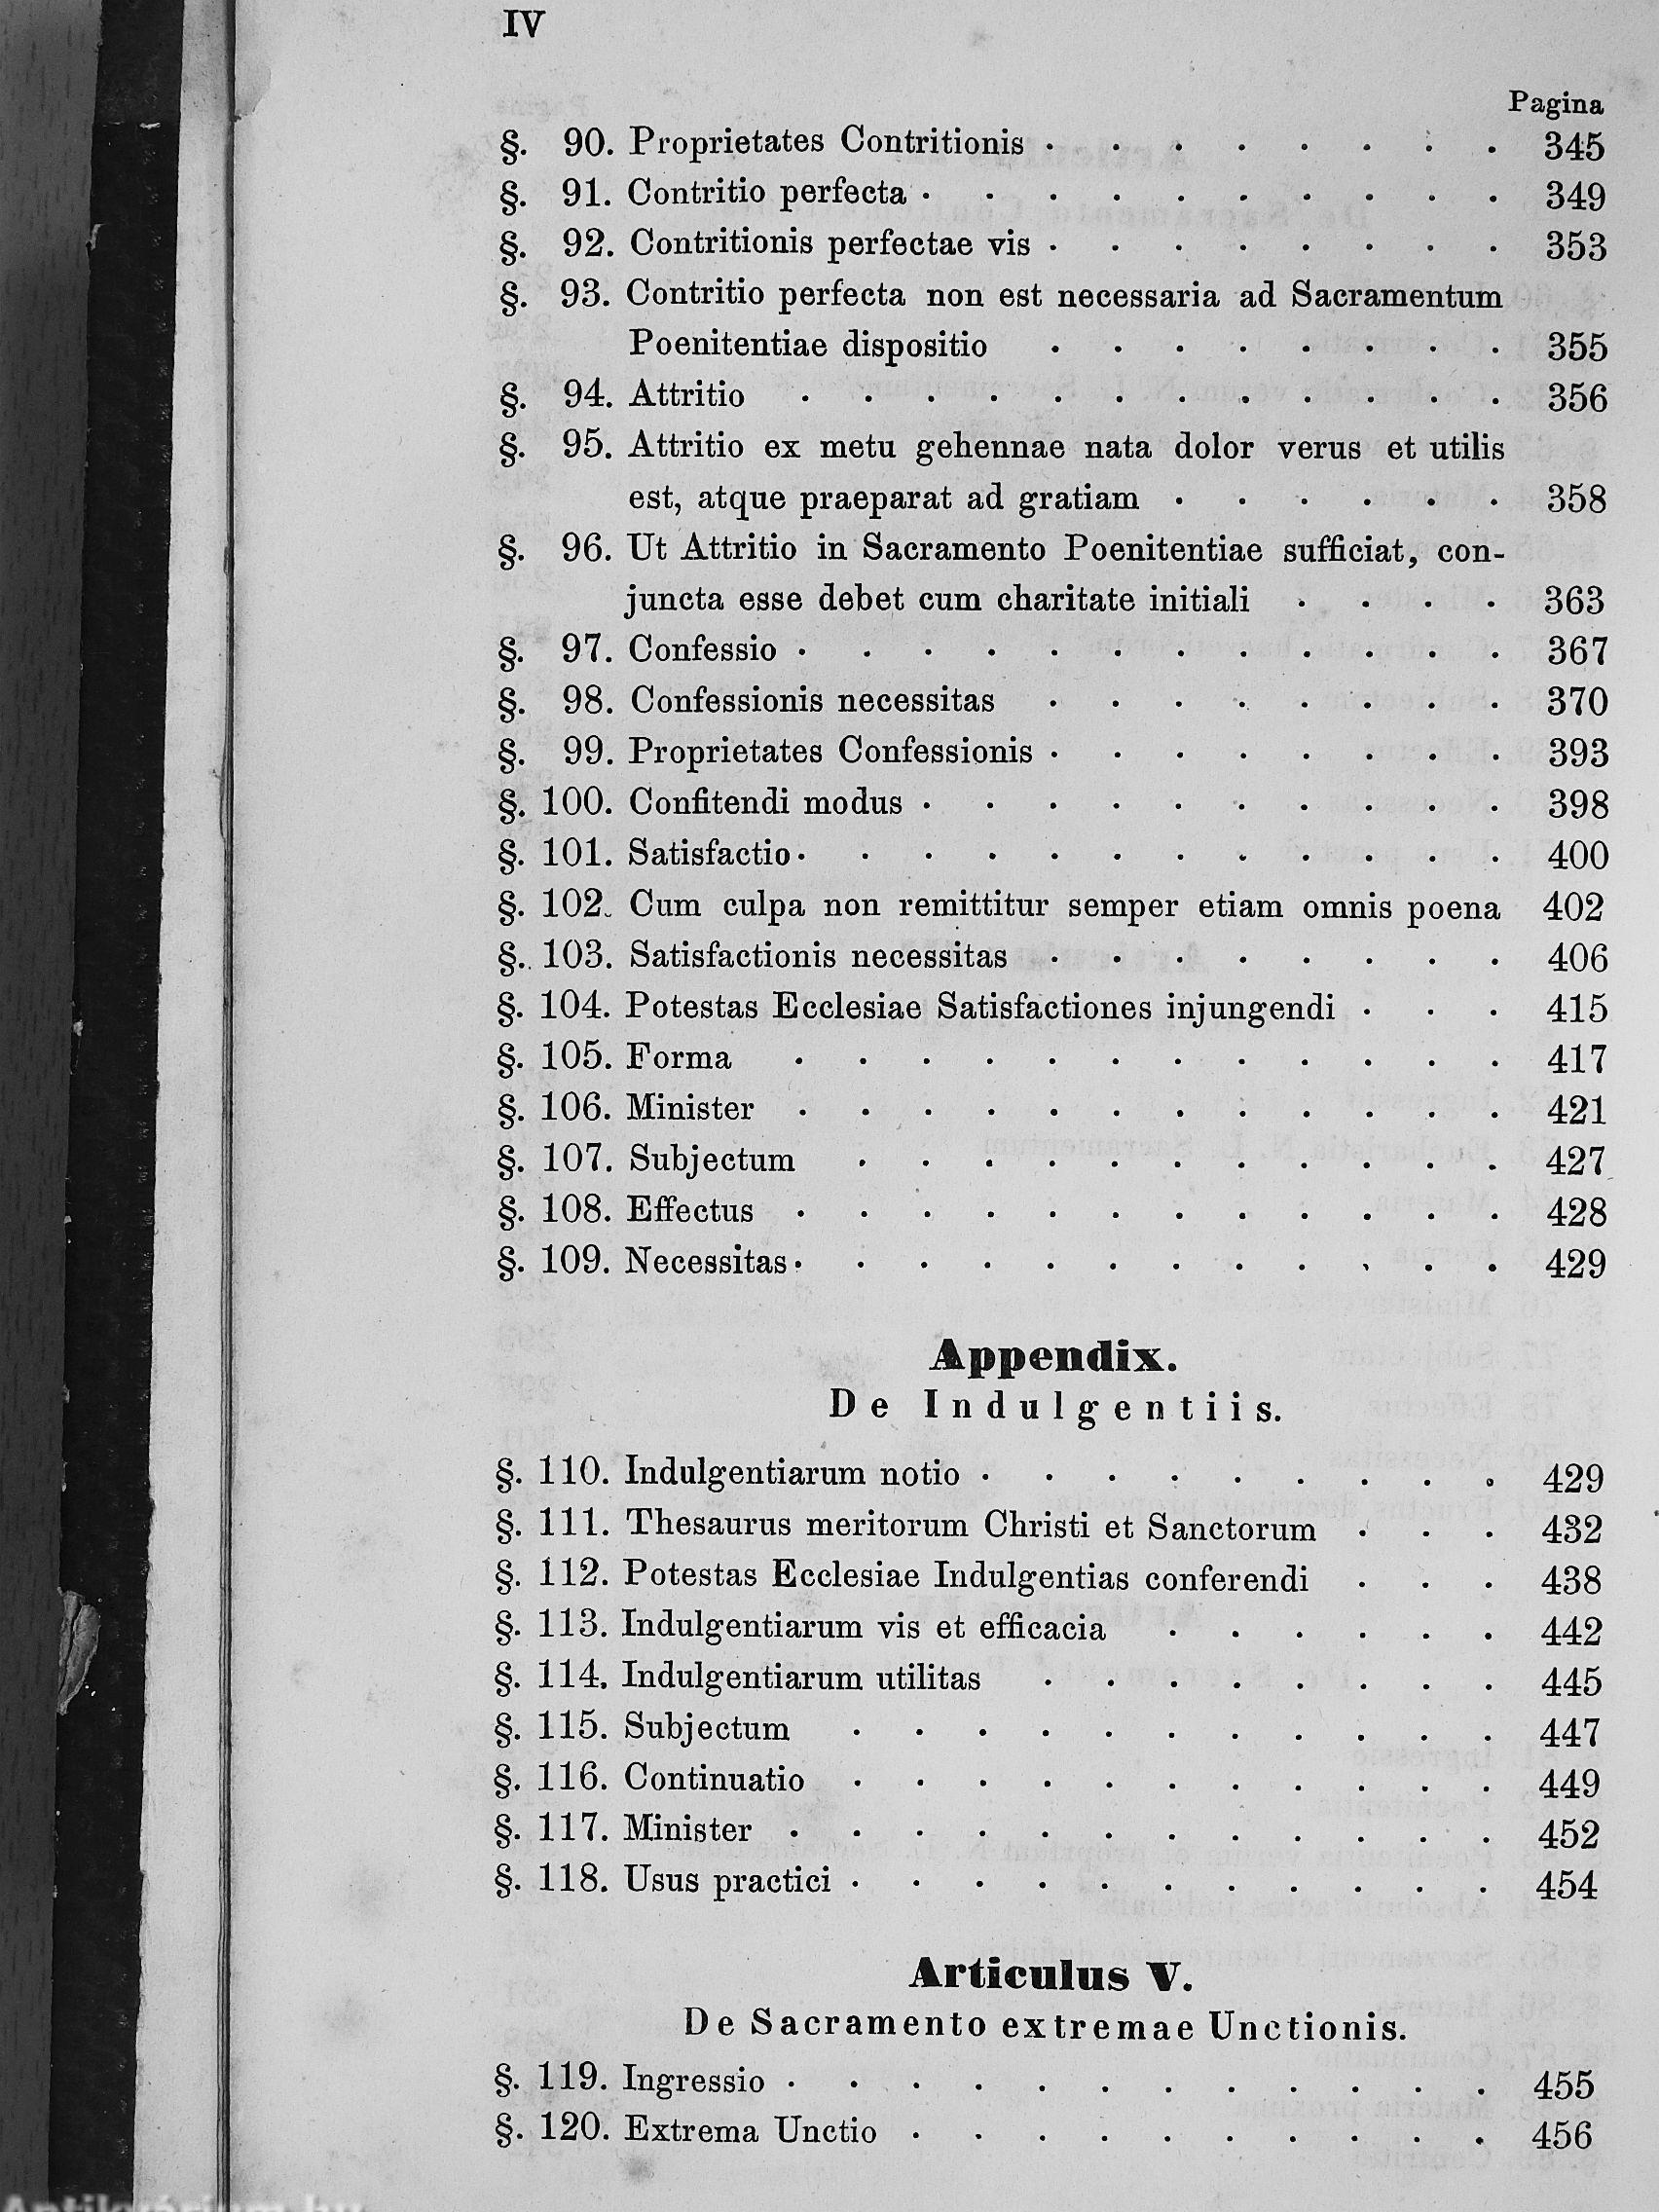 IV
Pagina
§. 90. Proprietates Contritionis . . . . . . . . 345
§. 91. Contritio perfecta . . . . . . . . . . 349
§. 92. Contritionis perfectae vis . . . . . . . . 353
§. 93. Contritio perfecta non est necessaria ad Sacramentum
Poenitentiae dispositio . . . . . . . . 355
§. 94. Attritio . . . . . . . . . . . . 356
§. 95. Attritio ex metu gehennae nata dolor verus et utilis
est, atque praeparat ad gratiam . . . . . . 358
§. 96. Ut Attritio in Sacramento Poenitentiae sufficiat, con-
juncta esse debet cum charitate initiali . . . . 363
§. 97. Confessio . . . . . . . . . . . . 367
§. 98. Confessionis necessitas . . . . . . . . 370
§. 99. Proprietates Confessionis . . . . . . . . 393
§. 100. Confitendi modus . . . . . . . . . . 398
§. 101. Satisfactio . . . . . . . . . . . . 400
§. 102. Cum culpa non remittitur semper etiam omnis poena 402
§. 103. Satisfactionis necessitas . . . . . . . . 406
§. 104. Potestas Ecclesiae Satisfactiones injungendi . . . 415
§. 105. Forma . . . . . . . . . . . . 417
§. 106. Minister . . . . . . . . . . . . 421
§. 107. Subjectum . . . . . . . . . . . 427
§. 108. Effectus . . . . . . . . . . . . 428
§. 109. Necessitas . . . . . . . . . . . . 429
Appendix.
De Indulgentiis.
§. 110. Indulgentiarum notio . . . . . . . . . 429
§. 111. Thesaurus meritorum Christi et Sanctorum . . . 432
§. 112. Potestas Ecclesiae Indulgentias conferendi . . . 438
§. 113. Indulgentiarum vis et efficacia . . . . . . 442
§. 114. Indulgentiarum utilitas . . . . . . . . 445
§. 115. Subjectum . . . . . . . . . . . 447
§. 116. Continuatio . . . . . . . . . . . 449
§. 117. Minister . . . . . . . . . . . . 452
§. 118. Usus practici . . . . . . . . . . . 454
Articulus V.
De Sacramento extremae Unctionis.
§. 119. Ingressio . . . . . . . . . . . . 455
§. 120. Extrema Unctio . . . . . . . . . . 456